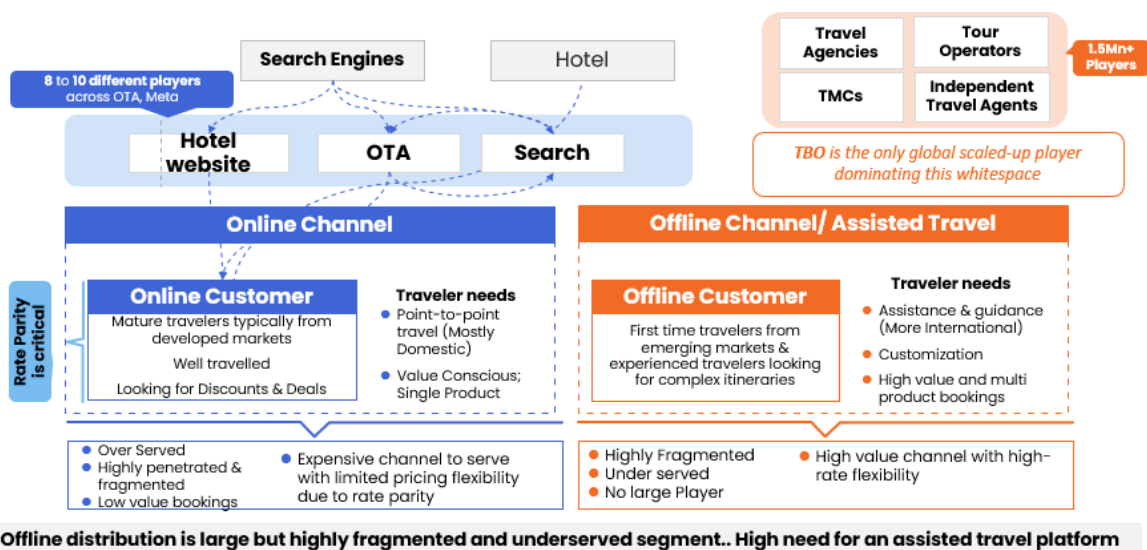 Search Engines
Hotel
8 to 10 different players
across OTA, Meta
Hotel
website
OTA
Search
Travel
Agencies
Tour
Operators
TMCs
Independent
Travel Agents
1.5Mn+
Players
TBO is the only global scaled-up player
dominating this whitespace
Online Channel
Rate Parity
is critical
Online Customer
Mature travelers typically from
developed markets
Well travelled
Looking for Discounts & Deals
Traveler needs
Point-to-point
travel (Mostly
Domestic)
Value Conscious;
Single Product
Over Served
Highly penetrated &
fragmented
Low value bookings
Expensive channel to serve
with limited pricing flexibility
due to rate parity
Offline Channel/ Assisted Travel
Offline Customer
First time travelers from
emerging markets &
experienced travelers looking
for complex itineraries
Traveler needs
Assistance & guidance
(More International)
Customization
High value and multi
product bookings
Highly Fragmented
Under served
No large Player
High value channel with high-
rate flexibility
Offline distribution is large but highly fragmented and underserved segment.. High need for an assisted travel platform